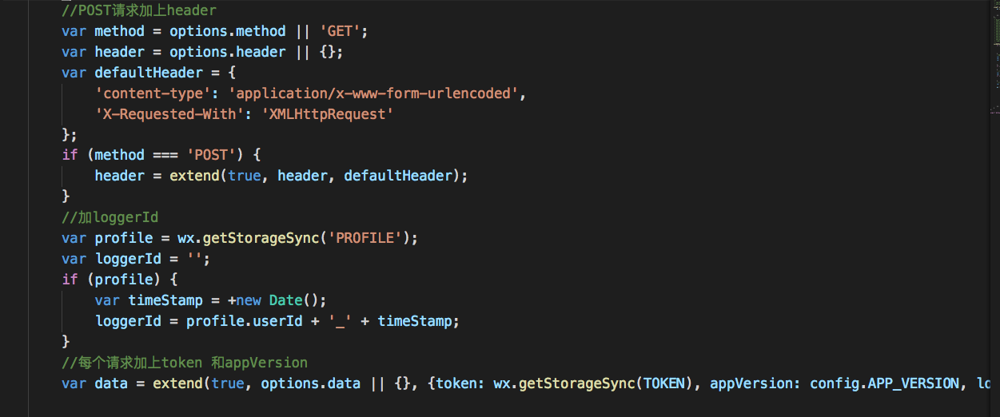 //POST请求加上header
var method = options.method || 'GET';
var header = options.header || {};
var defaultHeader = {
'content-type': 'application/x-www-form-urlencoded',
'X-Requested-With': 'XMLHttpRequest'
};
if (method === 'POST') {
header = extend(true, header, defaultHeader);
}
//加loggerId
var profile = wx.getStorageSync('PROFILE');
var loggerId = '';
if (profile) {
var timeStamp = +new Date();
loggerId = profile.userId + '_' + timeStamp;
}
//每个请求加上token 和appVersion
var data = extend(true, options.data || {}, {token: wx.getStorageSync(TOKEN), appVersion: config.APP_VERSION,